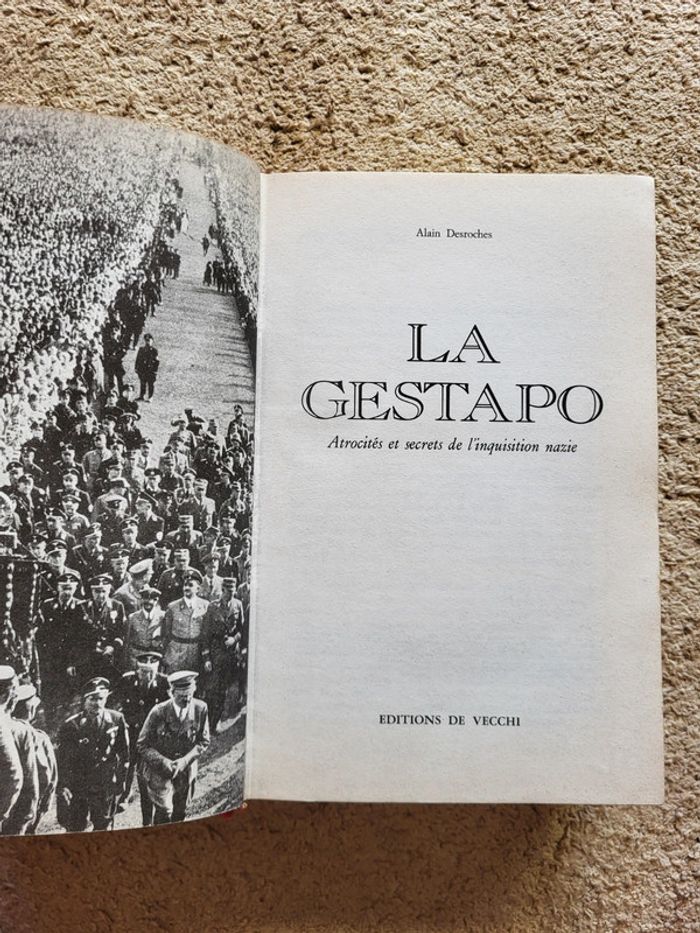 Alain Desroches
LA
GESTAPO
Atrocités et secrets de l'inquisition nazie
EDITIONS DE VECCHI